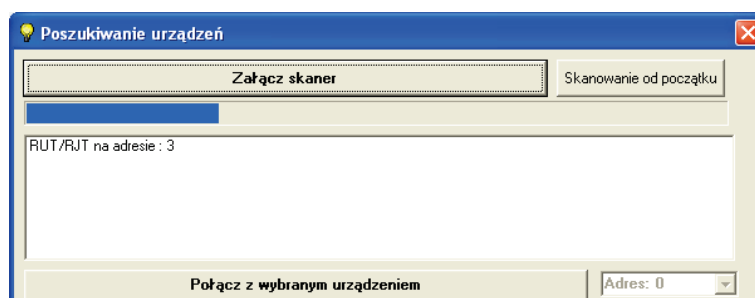 Poszukiwanie urządzeń
Załącz skaner
Skanowanie od początku
RUT/RJT na adresie : 3
Połącz z wybranym urządzeniem
Adres: 0